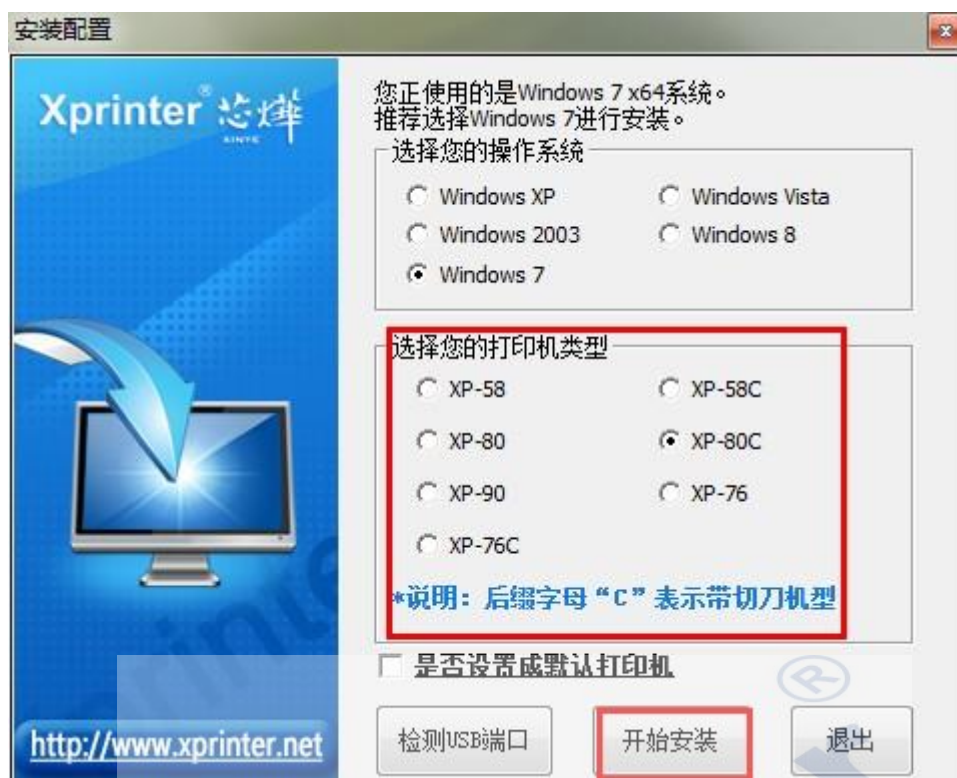 安装配置
Xprinter® 芯烨
XINYE
您正使用的是Windows 7 x64系统。
推荐选择Windows 7进行安装。
选择您的操作系统
Windows XP
Windows Vista
Windows 2003
Windows 8
Windows 7
选择您的打印机类型
XP-58
XP-58C
XP-80
XP-80C
XP-90
XP-76
XP-76C
*说明：后缀字母“C”表示带切刀机型
是否设置成默认打印机
http://www.xprinter.net
检测USB端口
开始安装
退出